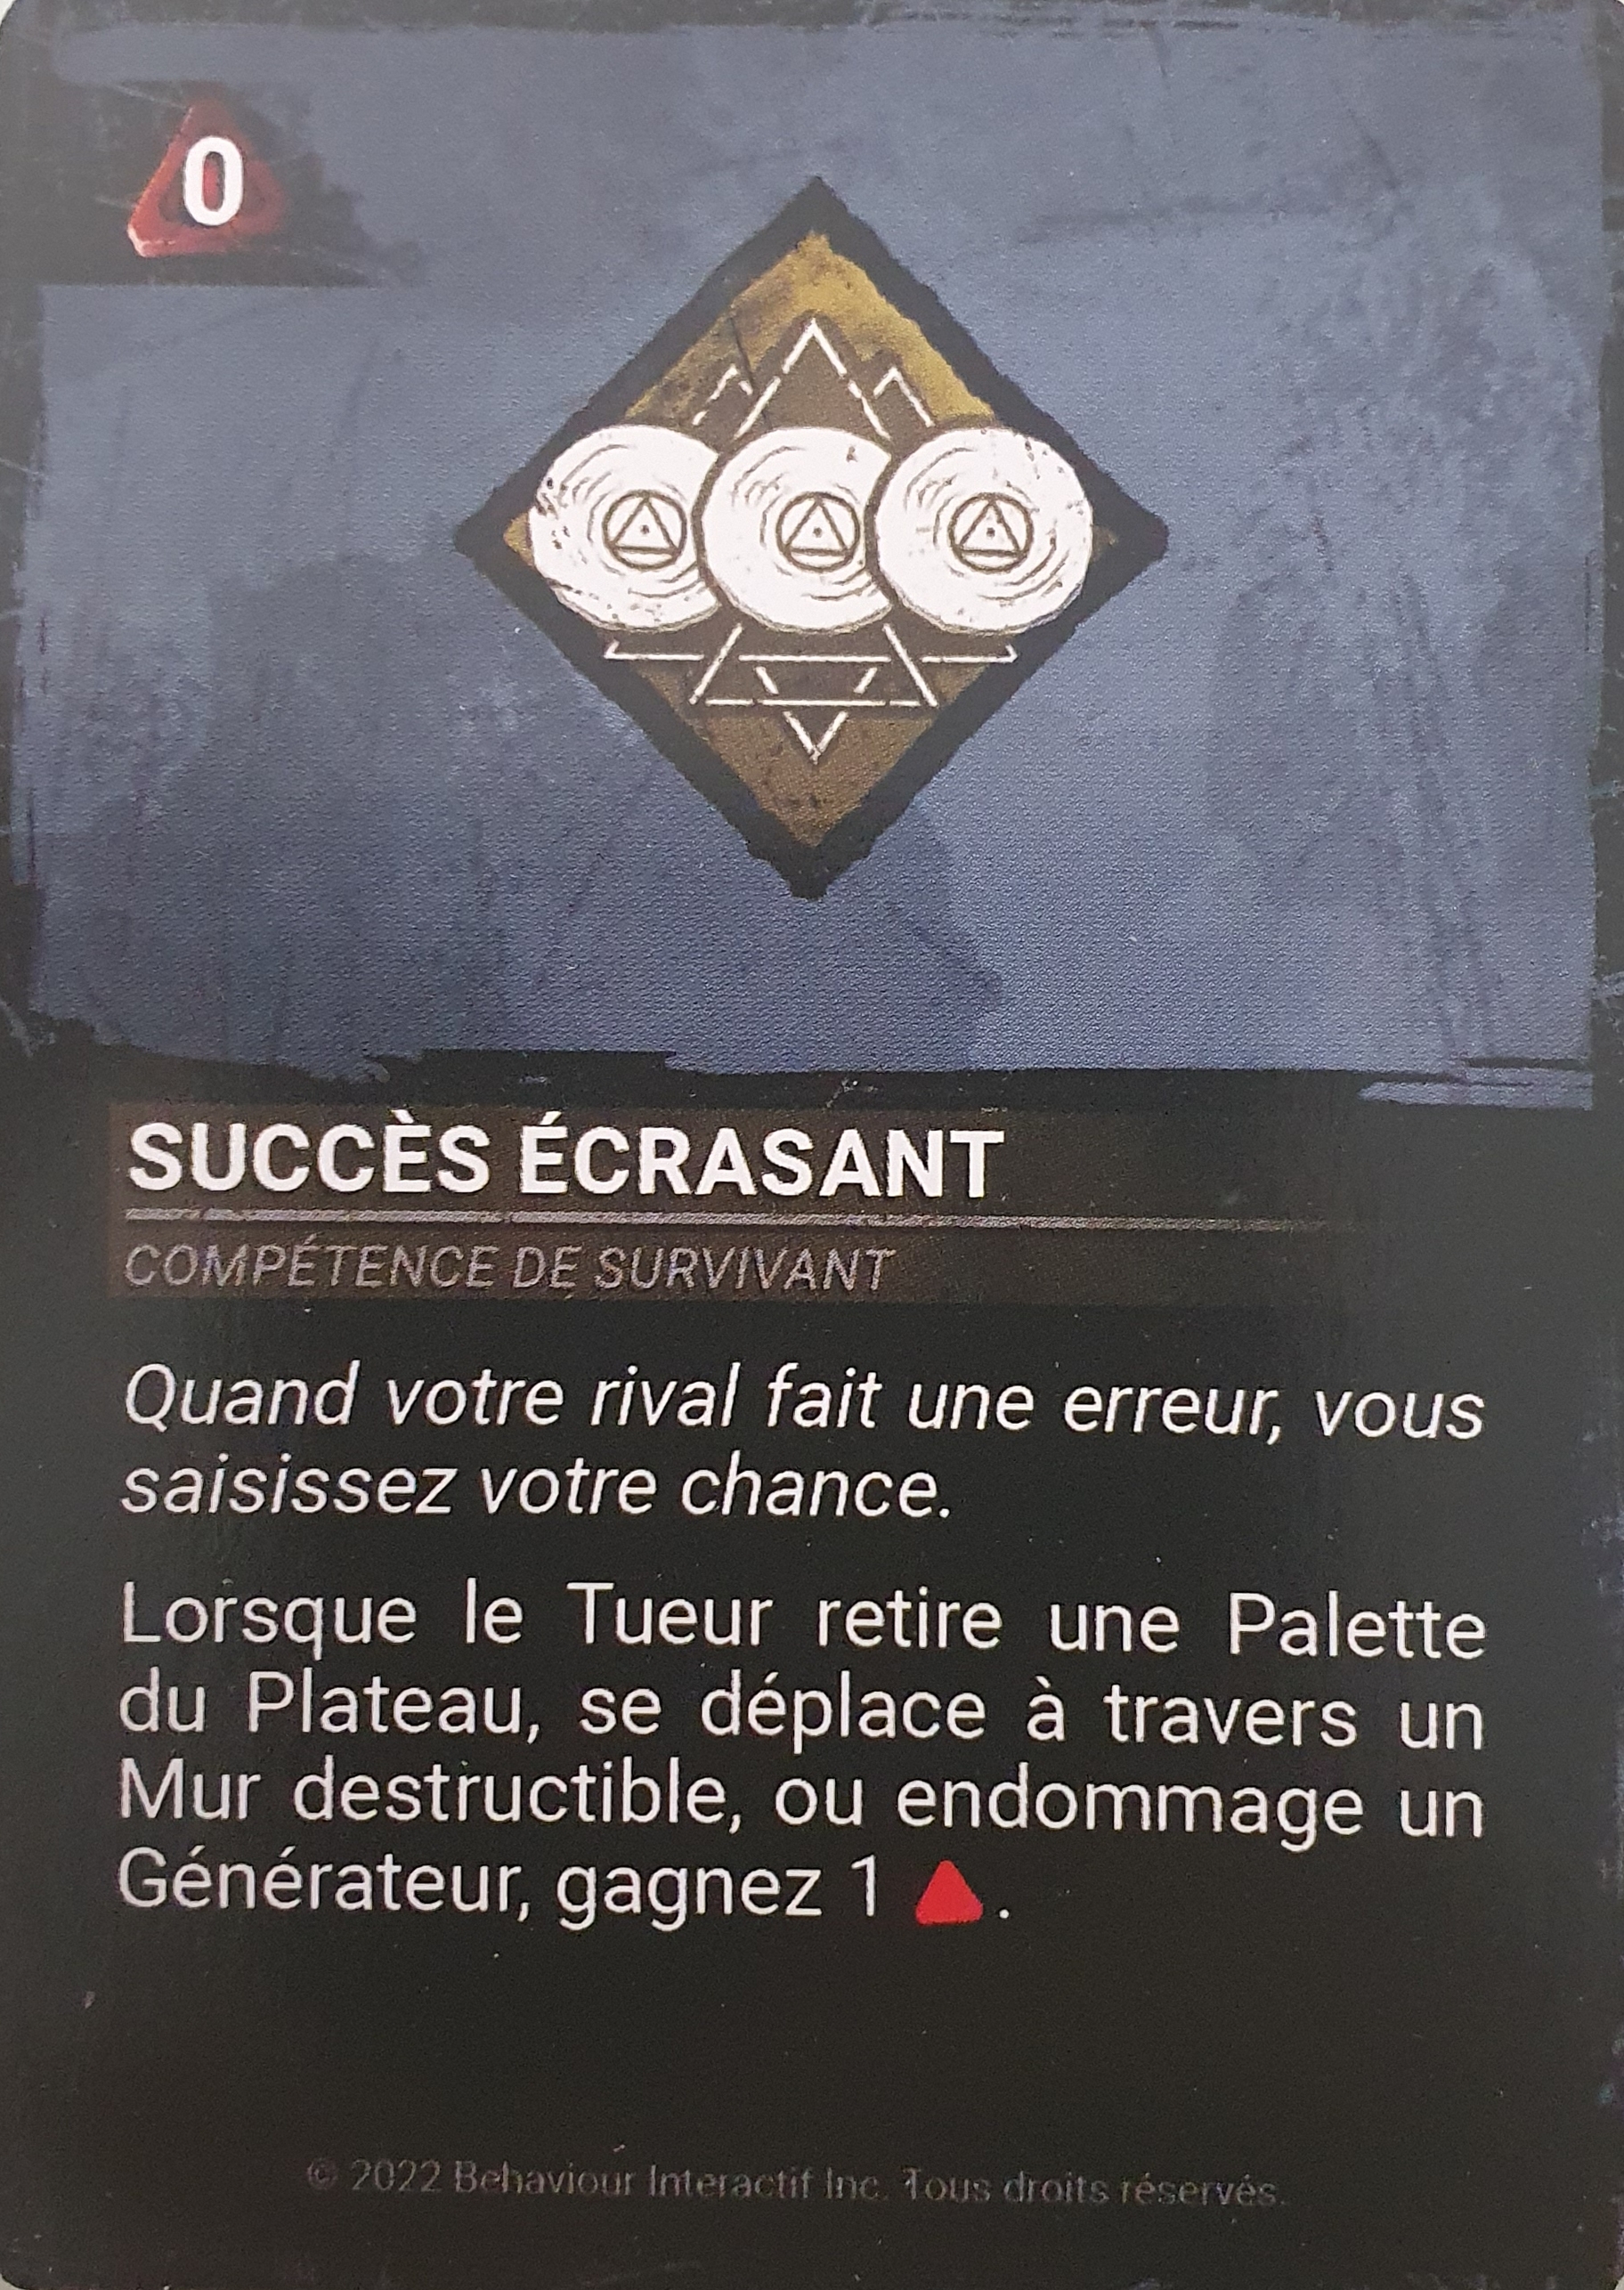 0
SUCCÈS ÉCRASANT
COMPÉTENCE DE SURVIVANT
Quand votre rival fait une erreur, vous
saisissez votre chance.
Lorsque le Tueur retire une Palette
du Plateau, se déplace à travers un
Mur destructible, ou endommage un
Générateur, gagnez 1 .
© 2022 Behaviour Interactif Inc. Tous droits réservés.